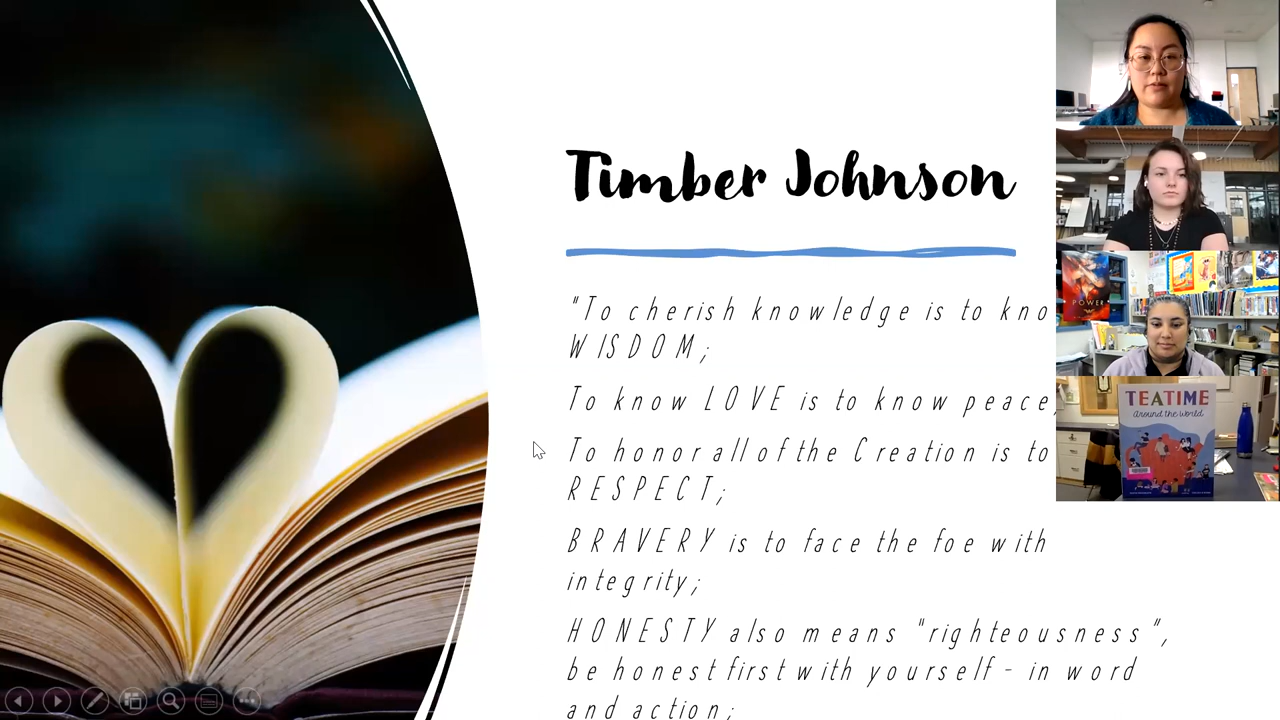 Timber Johnson
"To cherish knowledge is to kno
WISDOM;
To know LOVE is to know peace,
To honor all of the Creation is to
RESPECT;
BRAVERY is to face the foe with
integrity;
HONESTY also means "righteousness",
be honest first with yourself - in word
and action;
POWER
TEATIME
Around the World